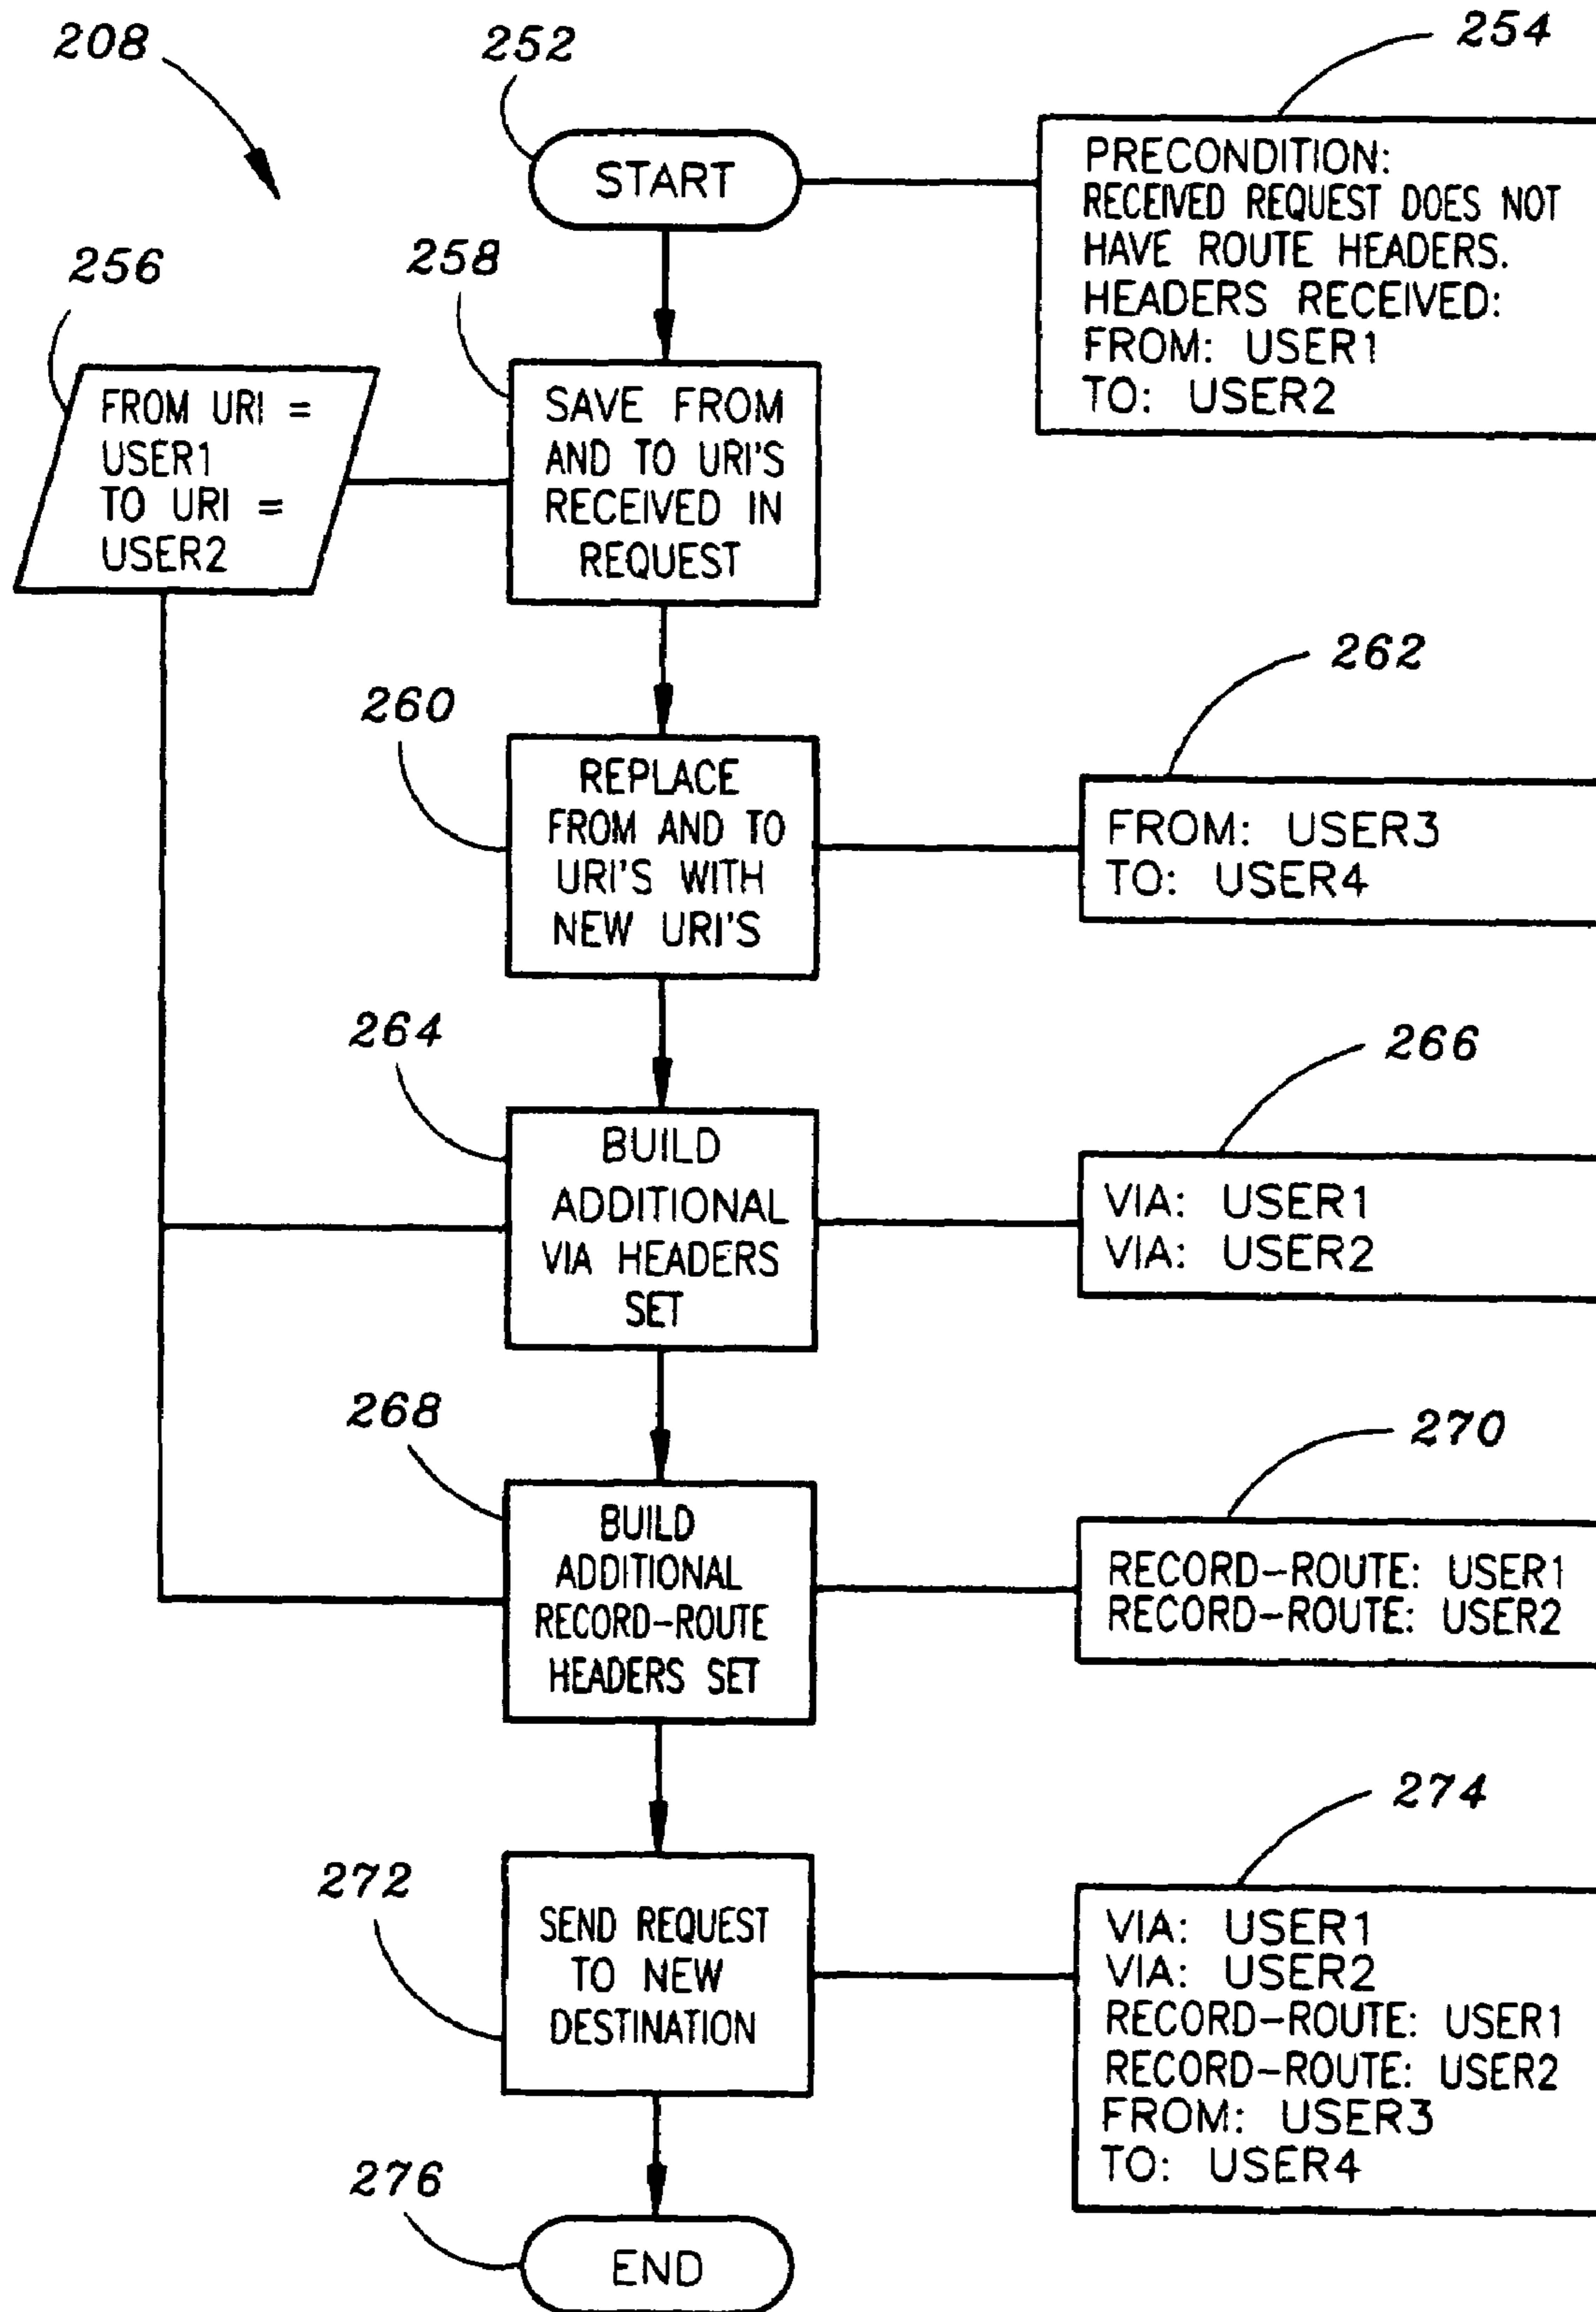 208
252
254
START
PRECONDITION:
RECEIVED REQUEST DOES NOT
HAVE ROUTE HEADERS.
HEADERS RECEIVED:
FROM: USER1
TO: USER2
256
258
FROM URI =
USER1
TO URI =
USER2
SAVE FROM
AND TO URI'S
RECEIVED IN
REQUEST
260
262
REPLACE
FROM AND TO
URI'S WITH
NEW URI'S
FROM: USER3
TO: USER4
264
266
BUILD
ADDITIONAL
VIA HEADERS
SET
VIA: USER1
VIA: USER2
268
270
BUILD
ADDITIONAL
RECORD-ROUTE
HEADERS SET
RECORD-ROUTE: USER1
RECORD-ROUTE: USER2
272
274
SEND REQUEST
TO NEW
DESTINATION
VIA: USER1
VIA: USER2
RECORD-ROUTE: USER1
RECORD-ROUTE: USER2
FROM: USER3
TO: USER4
276
END